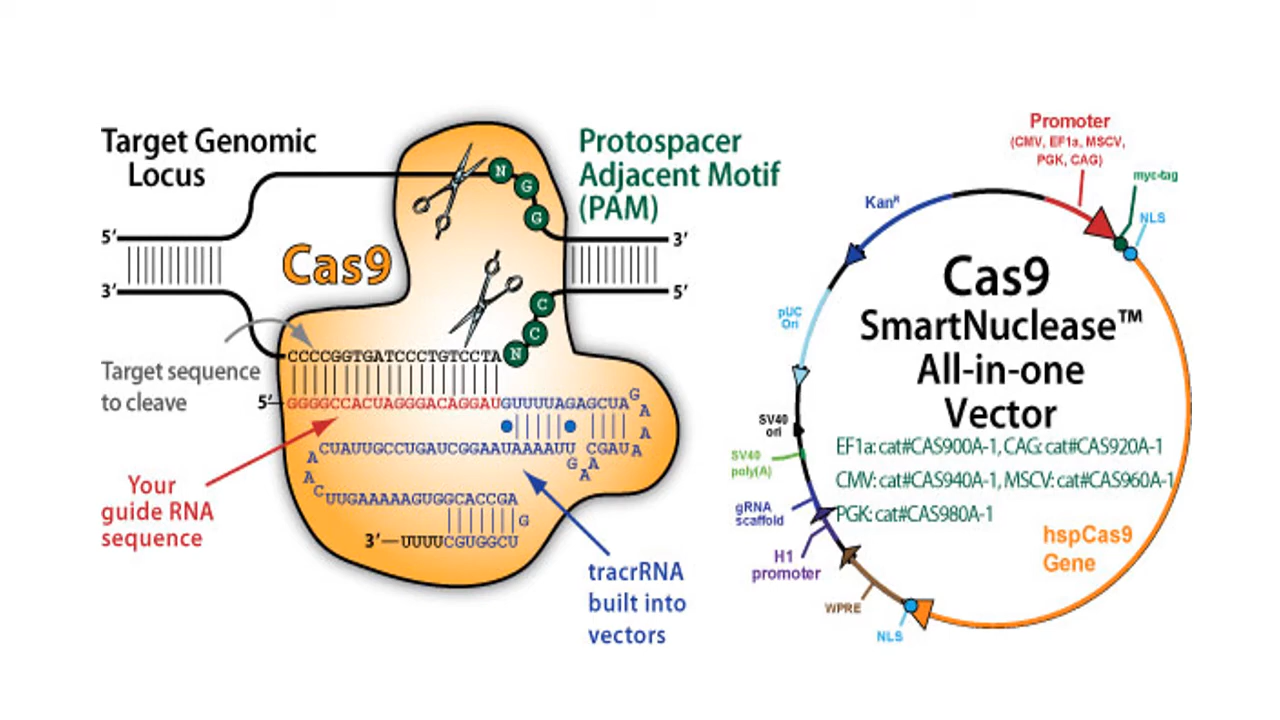 Target Genomic
Locus
Protospacer
Adjacent Motif
(PAM)
N
G
G
5’
3’
3’
5’
Cas9
C
C
N
Target sequence
to cleave
CCCCGGTGATCCCTGTCCTA
5’
GGGGCCACUAGGGACAGGAUGUUUUAGAGCUA
G
A
A
A
CUAUUGCCUGAUCGGAAUAAAAUU
CGAUA
G
A
A
A
A
C
UUGAAAAAGUGGCACCGA
G
3’—UUUUCGUGGCU
Your
guide RNA
sequence
tracrRNA
built into
vectors
Promoter
(CMV, EF1a, MSCV,
PGK, CAG)
myc-tag
NLS
Kanᴿ
pUC
Ori
SV40
ori
SV40
poly(A)
gRNA
scaffold
H1
promoter
WPRE
NLS
Cas9
SmartNuclease™
All-in-one
Vector
EF1a: cat#CAS900A-1, CAG: cat#CAS920A-1
CMV: cat#CAS940A-1, MSCV: cat#CAS960A-1
PGK: cat#CAS980A-1
hspCas9
Gene